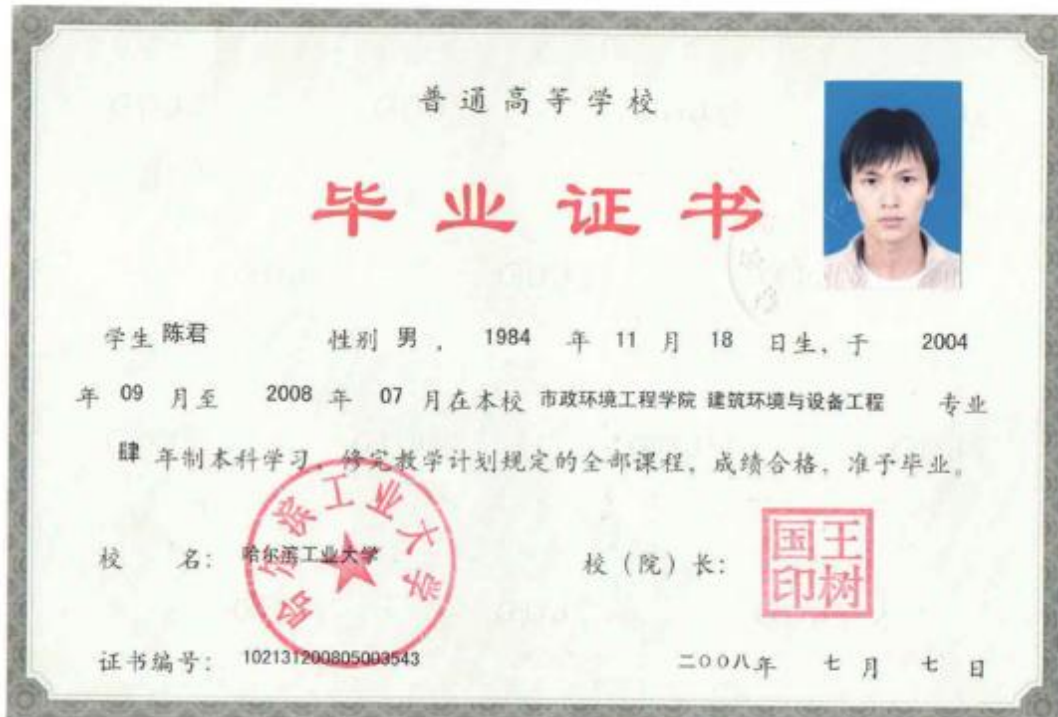 普通高等学校
毕业证书
学生 陈君 性别 男 , 1984 年 11 月 18 日生, 于 2004
年 09 月至 2008 年 07 月在本校 市政环境工程学院 建筑环境与设备工程 专业
肆 年制本科学习, 修完教学计划规定的全部课程, 成绩合格, 准予毕业。
哈尔滨工业大学
校 名: 哈尔滨工业大学 校(院)长: 王树国印
证书编号: 102131200805003543 二〇〇八年 七 月 七 日